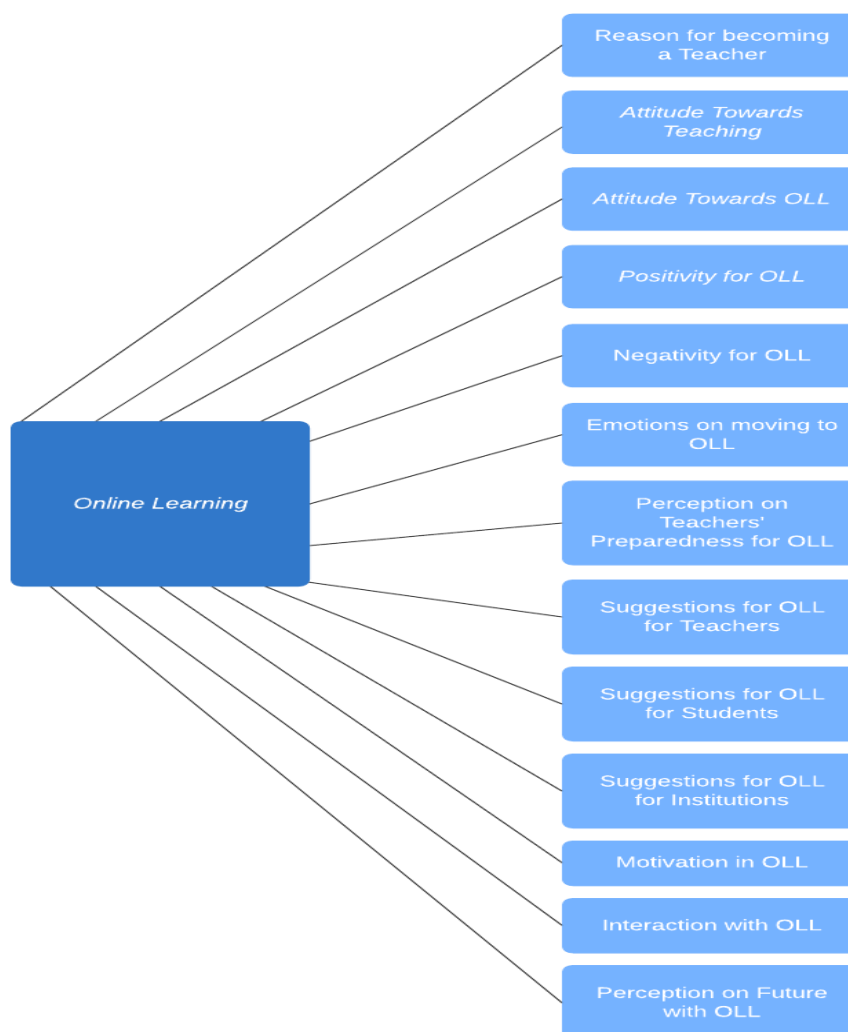 Reason for becoming
a Teacher
Attitude Towards
Teaching
Attitude Towards OLL
Positivity for OLL
Negativity for OLL
Emotions on moving to
OLL
Online Learning
Perception on
Teachers'
Preparedness for OLL
Suggestions for OLL
for Teachers
Suggestions for OLL
for Students
Suggestions for OLL
for Institutions
Motivation in OLL
Interaction with OLL
Perception on Future
with OLL